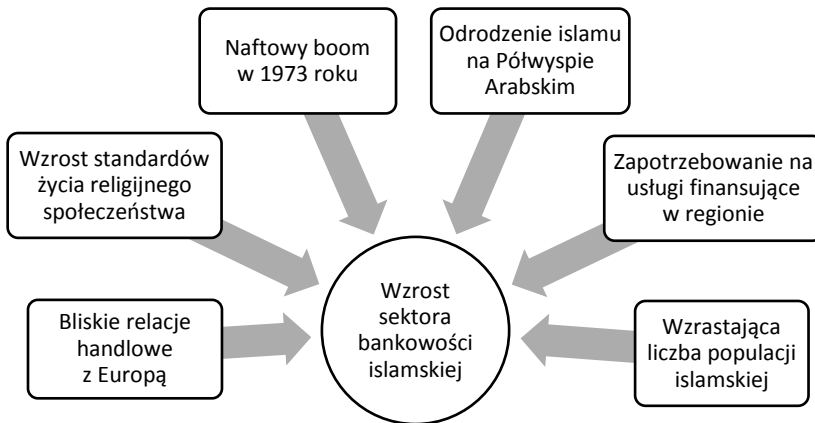 Naftowy boom
w 1973 roku
Odrodzenie islamu
na Półwyspie
Arabskim
Wzrost standardów
życia religijnego
społeczeństwa
Zapotrzebowanie na
usługi finansujące
w regionie
Bliskie relacje
handlowe
z Europą
Wzrost
sektora
bankowości
islamskiej
Wzrastająca
liczba populacji
islamskiej